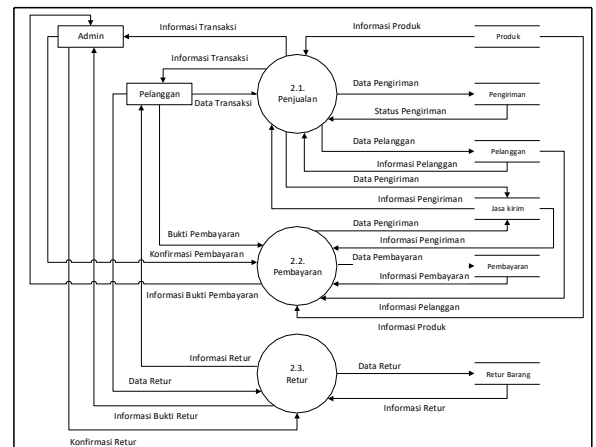 Informasi Transaksi
Informasi Produk
Admin
Produk
Informasi Transaksi
2.1.
Penjualan
Data Pengiriman
Pelanggan
Pengiriman
Data Transaksi
Status Pengiriman
Data Pelanggan
Pelanggan
Informasi Pelanggan
Data Pengiriman
Informasi Pengiriman
Jasa kirim
Data Pengiriman
Bukti Pembayaran
Informasi Pengiriman
Konfirmasi Pembayaran
2.2.
Pembayaran
Data Pembayaran
Pembayaran
Informasi Pembayaran
Informasi Bukti Pembayaran
Informasi Pelanggan
Informasi Produk
Informasi Retur
2.3.
Retur
Data Retur
Retur Barang
Data Retur
Informasi Retur
Informasi Bukti Retur
Konfirmasi Retur